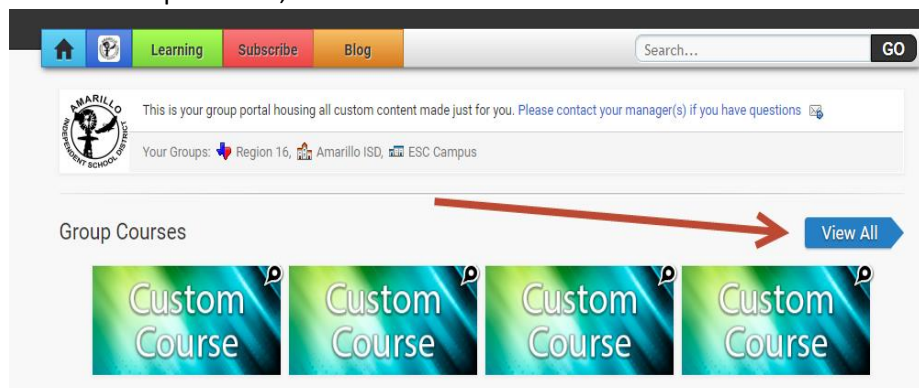 Learning Subscribe Blog Search... GO
AMARILLO INDEPENDENT SCHOOL DISTRICT
This is your group portal housing all custom content made just for you. Please contact your manager(s) if you have questions
Your Groups: Region 16, Amarillo ISD, ESC Campus
Group Courses View All
Custom Course
Custom Course
Custom Course
Custom Course